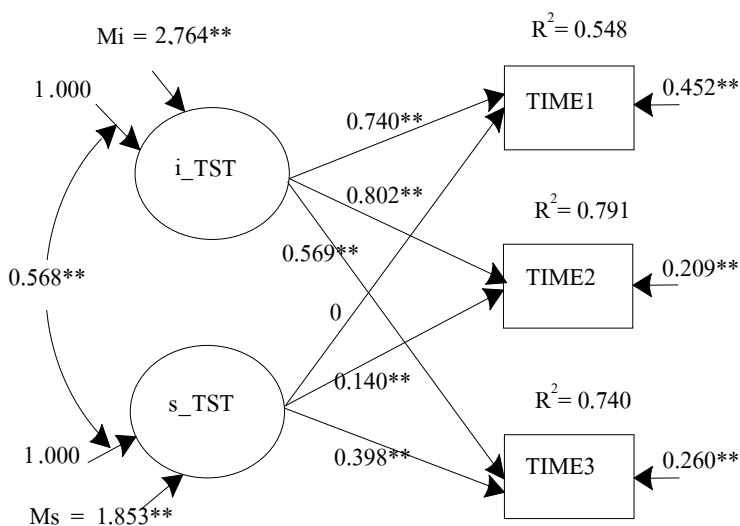 R² = 0.548
Mi = 2,764**
1.000
0.452**
TIME1
0.740**
i_TST
0.802**
R² = 0.791
0.569**
0.568**
TIME2
0.209**
0
0.140**
s_TST
R² = 0.740
0.398**
1.000
TIME3
0.260**
Ms = 1.853**